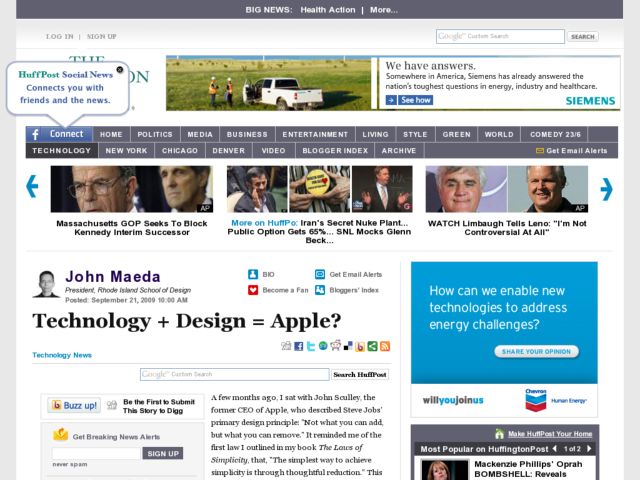 BIG NEWS: Health Action | More...
LOG IN | SIGN UP
Google Custom Search SEARCH
THE
HuffPost Social News
Connects you with
friends and the news.
We have answers.
Somewhere in America, Siemens has already answered the
nation's toughest questions in energy, industry and healthcare.
See how
SIEMENS
f Connect HOME POLITICS MEDIA BUSINESS ENTERTAINMENT LIVING STYLE GREEN WORLD COMEDY 23/6
TECHNOLOGY NEW YORK CHICAGO DENVER VIDEO BLOGGER INDEX ARCHIVE Get Email Alerts
AP
AP
Massachusetts GOP Seeks To Block
Kennedy Interim Successor
More on HuffPo: Iran's Secret Nuke Plant...
Public Option Gets 65%... SNL Mocks Glenn
Beck...
WATCH Limbaugh Tells Leno: "I'm Not
Controversial At All"
John Maeda
President, Rhode Island School of Design
Posted: September 21, 2009 10:00 AM
BIO Get Email Alerts
Become a Fan Bloggers' Index
Technology + Design = Apple?
Technology News
Google Custom Search Search HuffPost
Buzz up!
Be the First to Submit
This Story to Digg
Get Breaking News Alerts
SIGN UP
never spam
A few months ago, I sat with John Sculley, the
former CEO of Apple, who described Steve Jobs'
primary design principle: "Not what you can add,
but what you can remove." It reminded me of the
first law I outlined in my book The Laws of
Simplicity, that, "The simplest way to achieve
simplicity is through thoughtful reduction." This
How can we enable new
technologies to address
energy challenges?
SHARE YOUR OPINION
willyoujoinus
Chevron
Human Energy®
Make HuffPost Your Home
Most Popular on HuffingtonPost 1 of 2
Mackenzie Phillips' Oprah
BOMBSHELL: Reveals